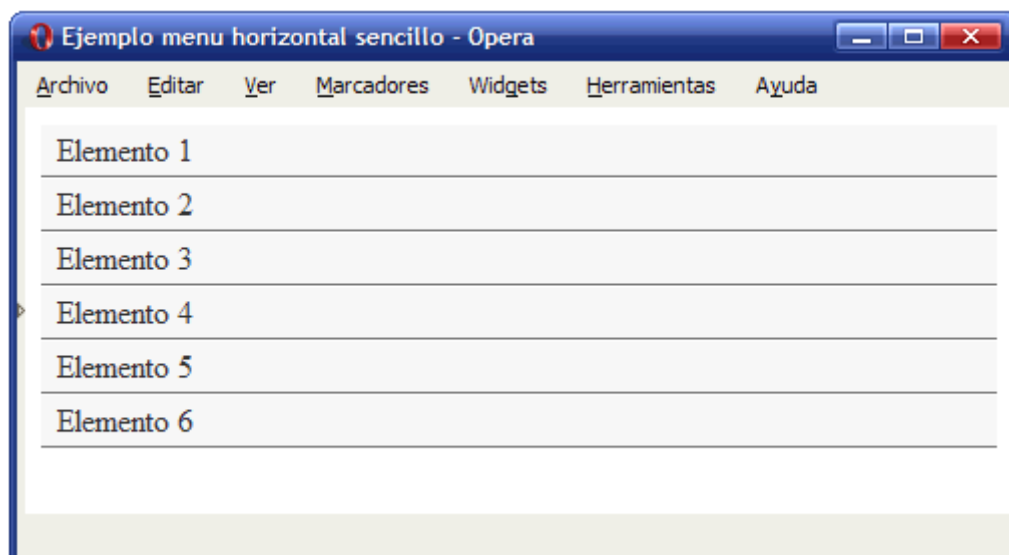 Ejemplo menu horizontal sencillo - Opera
Archivo Editar Ver Marcadores Widgets Herramientas Ayuda
Elemento 1
Elemento 2
Elemento 3
Elemento 4
Elemento 5
Elemento 6